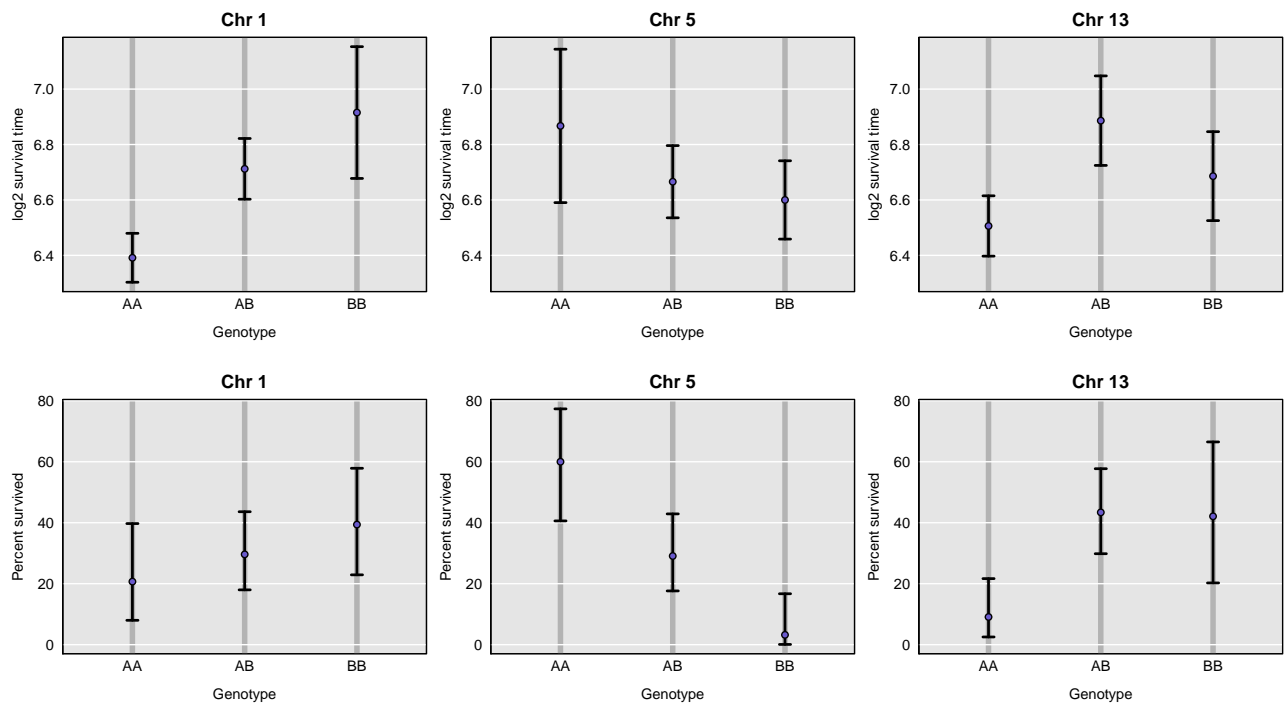 Chr 1
log2 survival time
7.0
6.8
6.6
6.4
AA AB BB
Genotype
Chr 5
log2 survival time
7.0
6.8
6.6
6.4
AA AB BB
Genotype
Chr 13
log2 survival time
7.0
6.8
6.6
6.4
AA AB BB
Genotype
Chr 1
Percent survived
80
60
40
20
0
AA AB BB
Genotype
Chr 5
Percent survived
80
60
40
20
0
AA AB BB
Genotype
Chr 13
Percent survived
80
60
40
20
0
AA AB BB
Genotype